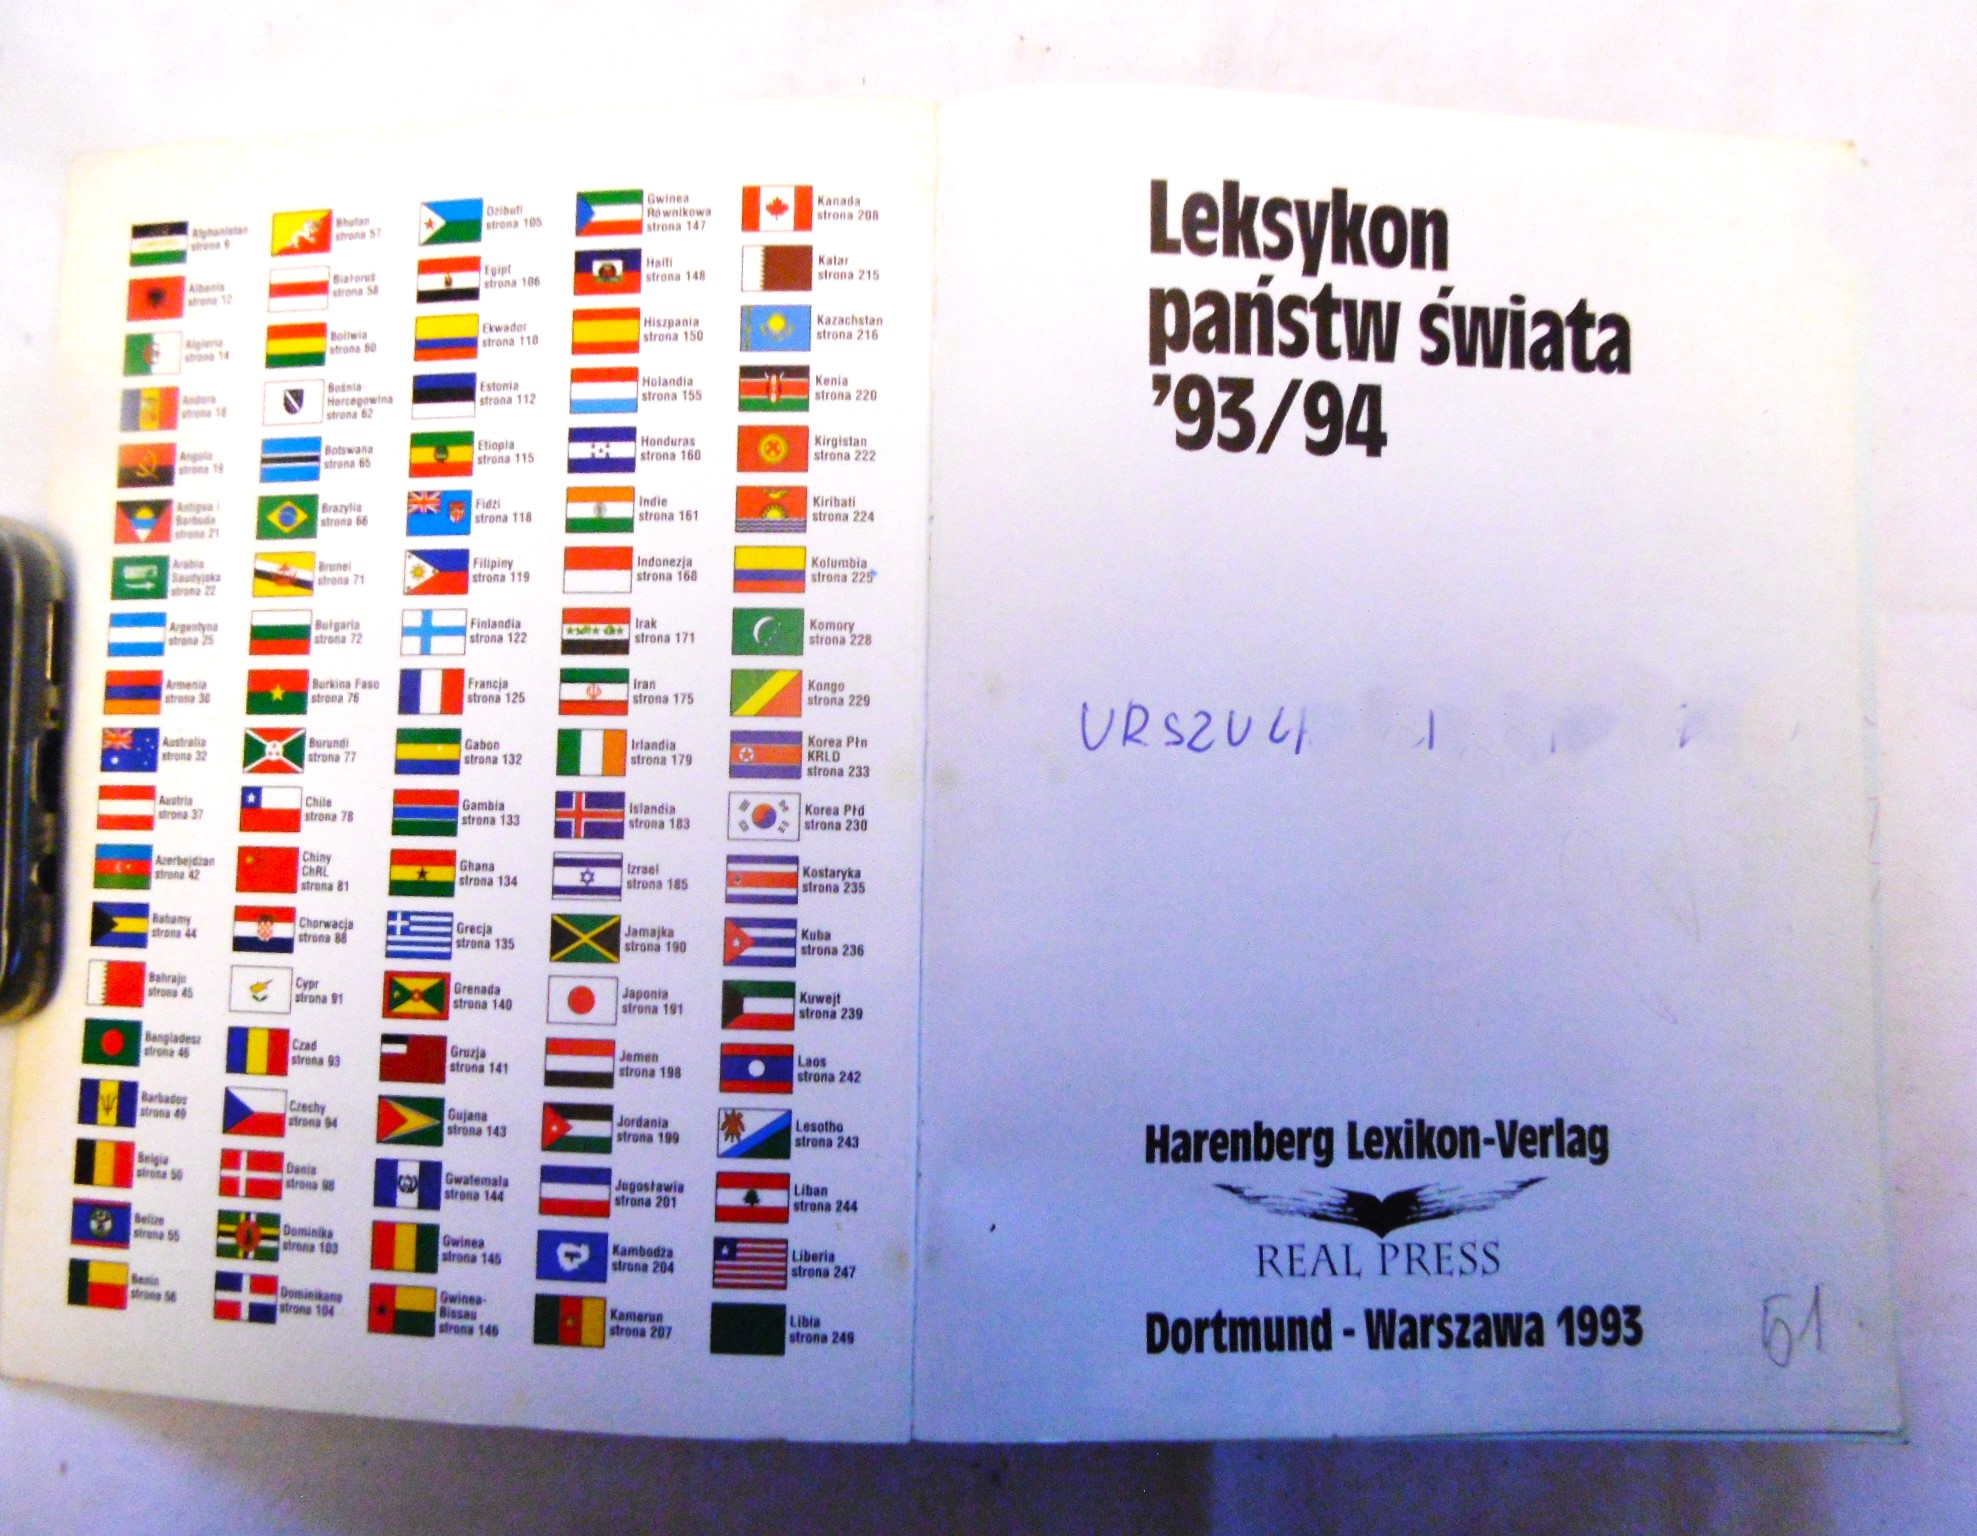 Afghanistan
strona 9
Albania
strona 12
Algieria
strona 14
Andora
strona 18
Angola
strona 19
Antigua i
Barbuda
strona 21
Arabia
Saudyjska
strona 22
Argentyna
strona 25
Armenia
strona 30
Australia
strona 32
Austria
strona 37
Azerbejdżan
strona 42
Bahamy
strona 44
Bahrajn
strona 45
Bangladesz
strona 46
Barbados
strona 49
Belgia
strona 50
Belize
strona 55
Benin
strona 56
Bhutan
strona 57
Białoruś
strona 58
Boliwia
strona 60
Bośnia-
Hercegowina
strona 62
Botswana
strona 65
Brazylia
strona 66
Brunei
strona 71
Bułgaria
strona 72
Burkina Faso
strona 76
Burundi
strona 77
Chile
strona 78
Chiny
ChRL
strona 81
Chorwacja
strona 88
Cypr
strona 91
Czad
strona 93
Czechy
strona 94
Dania
strona 98
Dominika
strona 103
Dominikana
strona 104
Dżibuti
strona 105
Egipt
strona 106
Ekwador
strona 110
Estonia
strona 112
Etiopia
strona 115
Fidżi
strona 118
Filipiny
strona 119
Finlandia
strona 122
Francja
strona 125
Gabon
strona 132
Gambia
strona 133
Ghana
strona 134
Grecja
strona 135
Grenada
strona 140
Gruzja
strona 141
Gujana
strona 143
Gwatemala
strona 144
Gwinea
strona 145
Gwinea-
Bissau
strona 146
Gwinea
Równikowa
strona 147
Haiti
strona 148
Hiszpania
strona 150
Holandia
strona 155
Honduras
strona 160
Indie
strona 161
Indonezja
strona 168
Irak
strona 171
Iran
strona 175
Irlandia
strona 179
Islandia
strona 183
Izrael
strona 185
Jamajka
strona 190
Japonia
strona 191
Jemen
strona 198
Jordania
strona 199
Jugosławia
strona 201
Kambodża
strona 204
Kamerun
strona 207
Kanada
strona 208
Katar
strona 215
Kazachstan
strona 216
Kenia
strona 220
Kirgistan
strona 222
Kiribati
strona 224
Kolumbia
strona 225
Komory
strona 228
Kongo
strona 229
Korea Płn
KRLD
strona 233
Korea Płd
strona 230
Kostaryka
strona 235
Kuba
strona 236
Kuwejt
strona 239
Laos
strona 242
Lesotho
strona 243
Liban
strona 244
Liberia
strona 247
Libia
strona 249
Leksykon
państw świata
’93/94
Harenberg Lexikon-Verlag
REAL PRESS
Dortmund - Warszawa 1993
51